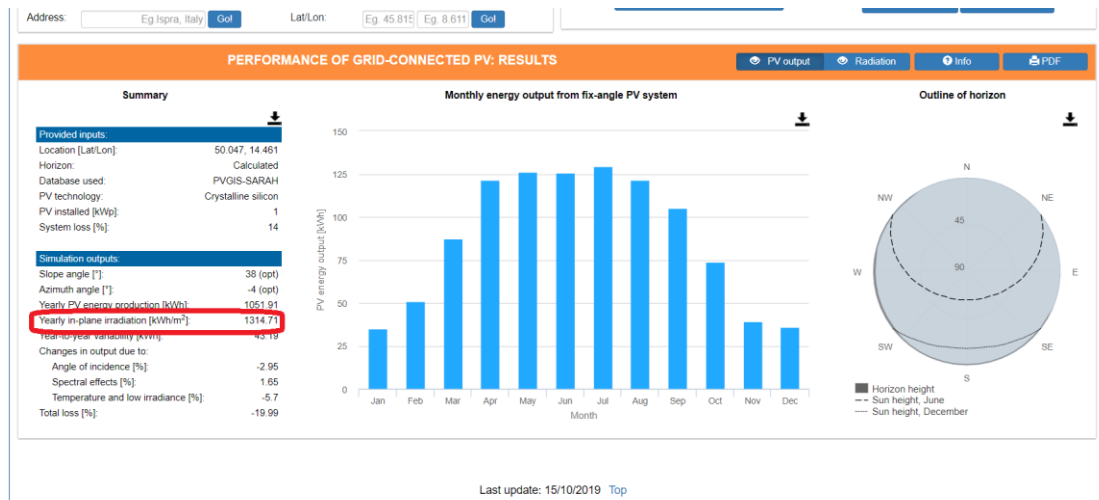 Address: Eg.Ispra, Italy Go! Lat/Lon: Eg. 45.815 Eg. 8.611 Go!
PERFORMANCE OF GRID-CONNECTED PV: RESULTS PV output Radiation Info PDF
Summary
Provided inputs:
Location [Lat/Lon]: 50.047, 14.461
Horizon: Calculated
Database used: PVGIS-SARAH
PV technology: Crystalline silicon
PV installed [kWp]: 1
System loss [%]: 14
Simulation outputs:
Slope angle [°]: 38 (opt)
Azimuth angle [°]: -4 (opt)
Yearly PV energy production [kWh]: 1051.91
Yearly in-plane irradiation [kWh/m²]: 1314.71
Year-to-year variability [kWh]: 43.19
Changes in output due to:
Angle of incidence [%]: -2.95
Spectral effects [%]: 1.65
Temperature and low irradiance [%]: -5.7
Total loss [%]: -19.99
Monthly energy output from fix-angle PV system
PV energy output [kWh]
150
125
100
75
50
25
0
Jan Feb Mar Apr May Jun Jul Aug Sep Oct Nov Dec
Month
Outline of horizon
N
NW NE
45
W 90 E
SW SE
S
Horizon height
Sun height, June
Sun height, December
Last update: 15/10/2019 Top